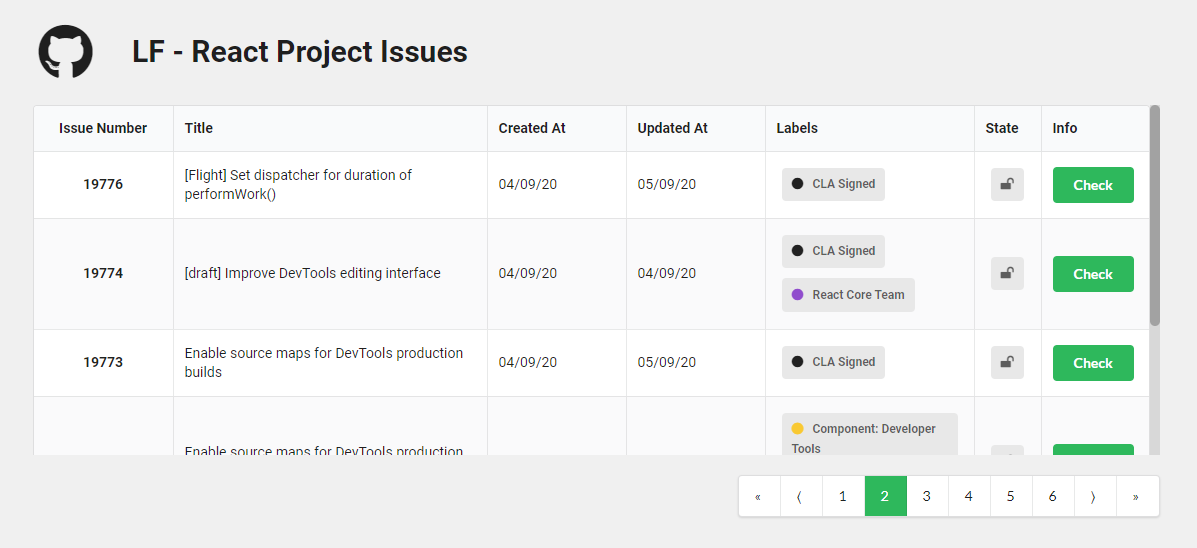 LF - React Project Issues
Issue Number Title Created At Updated At Labels State Info
19776 [Flight] Set dispatcher for duration of performWork() 04/09/20 05/09/20 CLA Signed Check
19774 [draft] Improve DevTools editing interface 04/09/20 04/09/20 CLA Signed Check
React Core Team
19773 Enable source maps for DevTools production builds 04/09/20 05/09/20 CLA Signed Check
Component: Developer Tools
Enable source maps for DevTools production
« ⟨ 1 2 3 4 5 6 ⟩ »